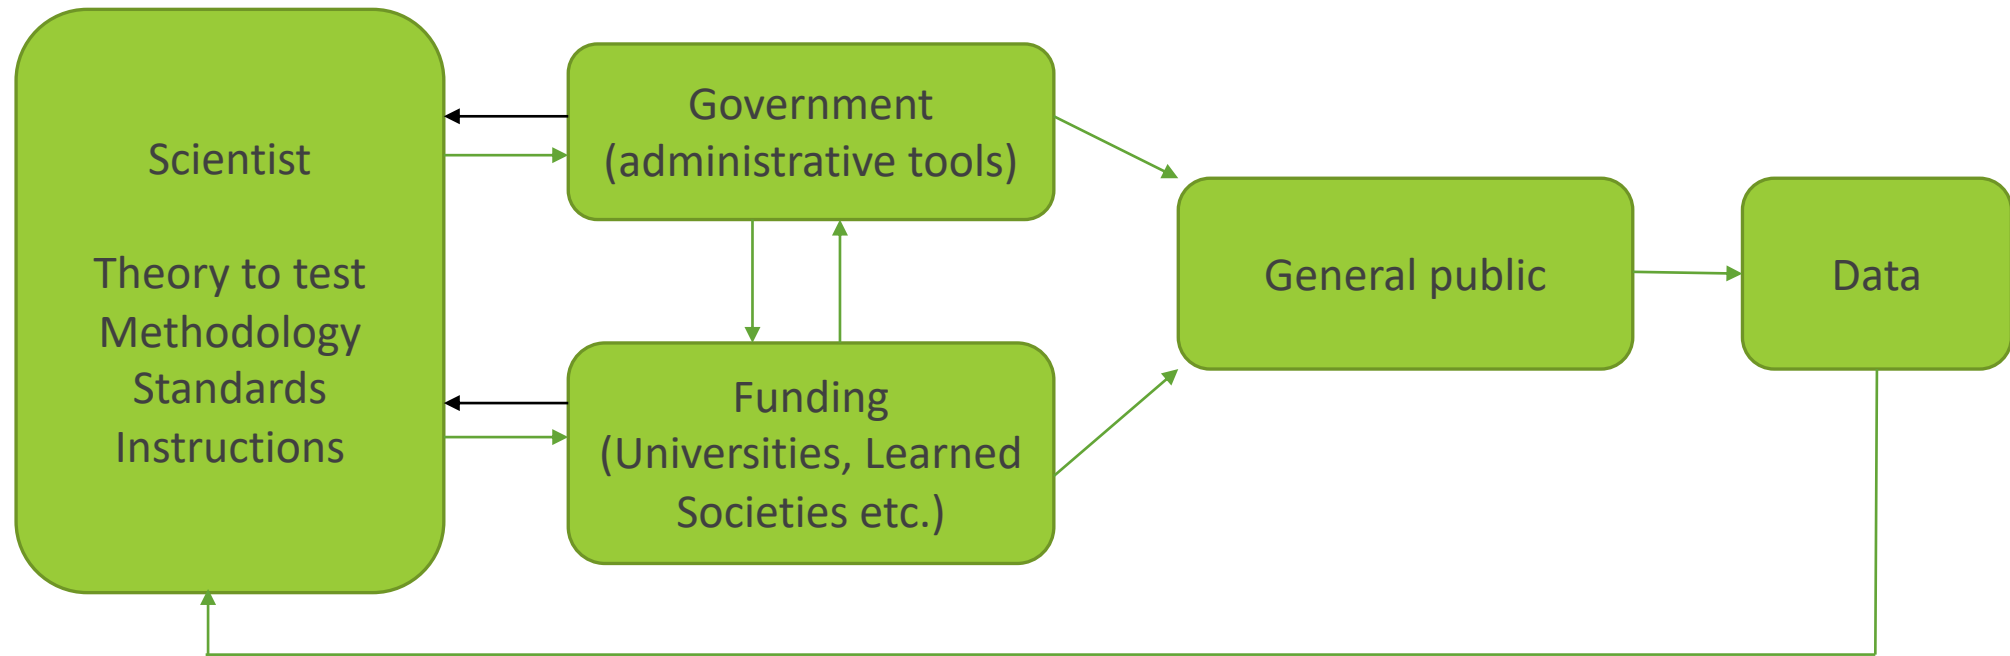 Scientist
Theory to test
Methodology
Standards
Instructions
Government
(administrative tools)
Funding
(Universities, Learned
Societies etc.)
General public
Data